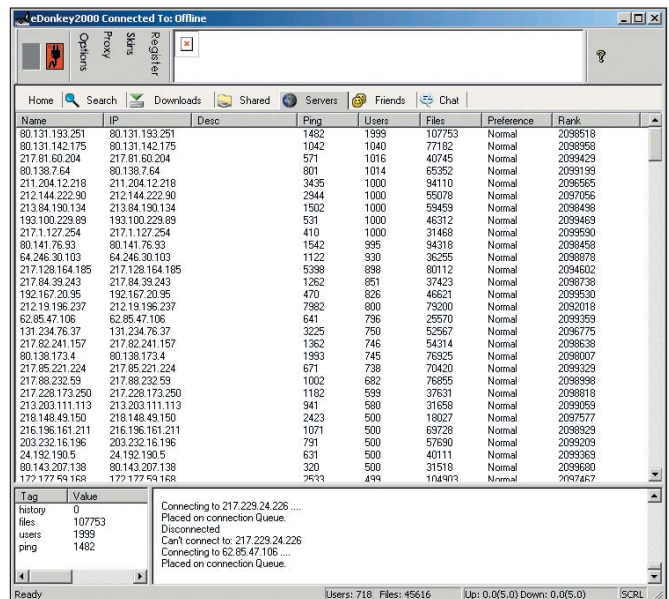 eDonkey2000 Connected To: Offline
Options
Proxy
Skins
Register
Home Search Downloads Shared Servers Friends Chat
Name IP Desc Ping Users Files Preference Rank
80.131.193.251 80.131.193.251 1482 1999 107753 Normal 2098518
80.131.142.175 80.131.142.175 1042 1040 77182 Normal 2098958
217.81.60.204 217.81.60.204 571 1016 40745 Normal 2099429
80.138.7.64 80.138.7.64 801 1014 65352 Normal 2099199
211.204.12.218 211.204.12.218 3435 1000 94110 Normal 2096565
212.144.222.90 212.144.222.90 2944 1000 55078 Normal 2097056
213.84.190.134 213.84.190.134 1502 1000 59459 Normal 2098498
193.100.229.89 193.100.229.89 531 1000 46312 Normal 2099469
217.1.127.254 217.1.127.254 410 1000 31468 Normal 2099590
80.141.76.93 80.141.76.93 1542 995 94318 Normal 2098458
64.246.30.103 64.246.30.103 1122 930 36255 Normal 2098878
217.128.164.185 217.128.164.185 5398 898 80112 Normal 2094602
217.84.39.243 217.84.39.243 1262 851 37423 Normal 2098738
192.167.20.95 192.167.20.95 470 826 46621 Normal 2099530
212.19.196.237 212.19.196.237 7982 800 79200 Normal 2092018
62.85.47.106 62.85.47.106 641 796 25570 Normal 2099359
131.234.76.37 131.234.76.37 3225 750 52567 Normal 2096775
217.82.241.157 217.82.241.157 1362 746 54314 Normal 2098638
80.138.173.4 80.138.173.4 1993 745 76925 Normal 2098007
217.85.221.224 217.85.221.224 671 738 70420 Normal 2099329
217.88.232.59 217.88.232.59 1002 682 76855 Normal 2098998
217.228.173.250 217.228.173.250 1182 599 37631 Normal 2098818
213.203.111.113 213.203.111.113 941 580 31658 Normal 2099059
218.148.49.150 218.148.49.150 2423 500 18027 Normal 2097577
216.196.161.211 216.196.161.211 1071 500 69728 Normal 2098929
203.232.16.196 203.232.16.196 791 500 57690 Normal 2099209
24.192.190.5 24.192.190.5 631 500 40111 Normal 2099369
80.143.207.138 80.143.207.138 320 500 31518 Normal 2099680
172.177.59.168 172.177.59.168 2533 499 104903 Normal 2097467
Tag Value
history 0
files 107753
users 1999
ping 1482
Connecting to 217.229.24.226 ....
Placed on connection Queue.
Disconnected
Can't connect to: 217.229.24.226
Connecting to 62.85.47.106 ....
Placed on connection Queue.
Ready Users: 718 Files: 45616 Up: 0.0(5.0) Down: 0.0(5.0) SCRL